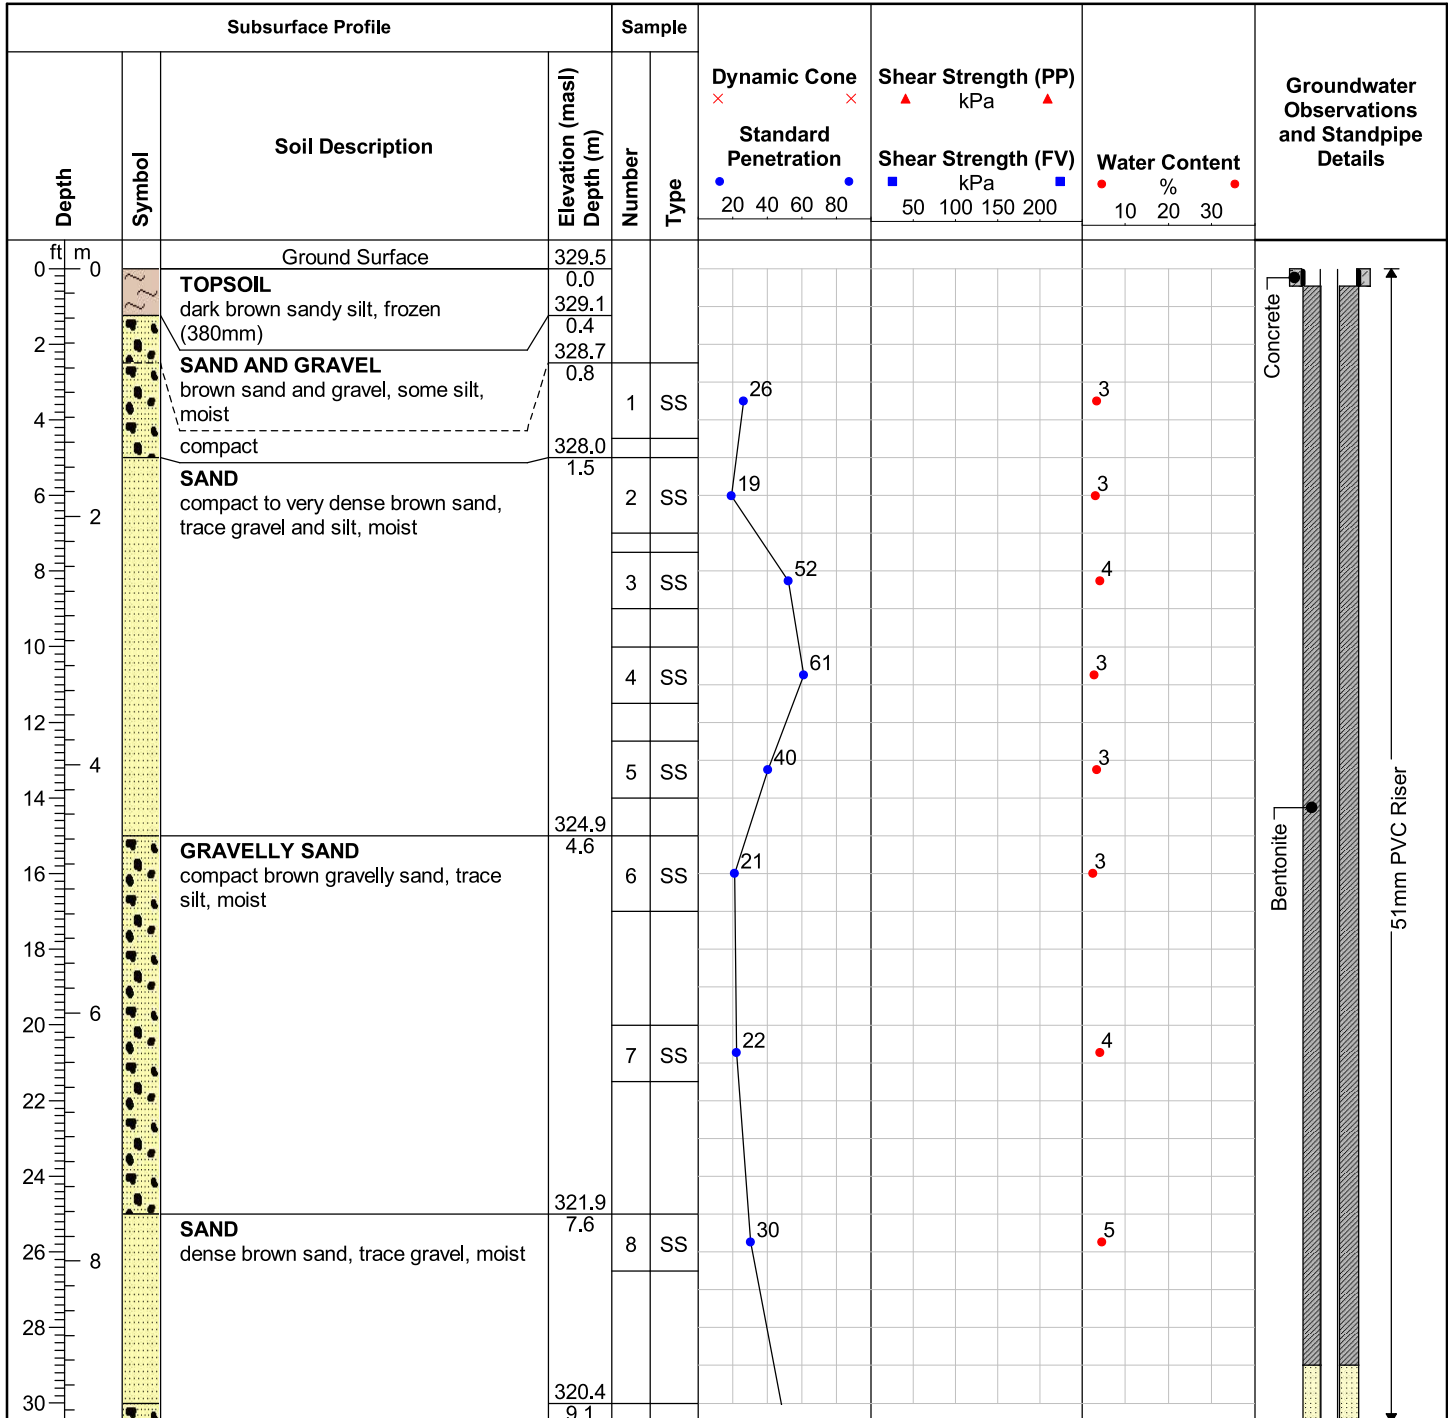 Subsurface Profile
Sample
Depth
Symbol
Soil Description
Elevation (masl)
Depth (m)
Number
Type
Dynamic Cone
Standard
Penetration
20 40 60 80
Shear Strength (PP)
kPa
Shear Strength (FV)
kPa
50 100 150 200
Water Content
%
10 20 30
Groundwater
Observations
and Standpipe
Details
ft m
0 0
2
4
6
2
8
10
12
4
14
16
18
6
20
22
24
26
8
28
30
Ground Surface
329.5
0.0
TOPSOIL
dark brown sandy silt, frozen
(380mm)
329.1
0.4
SAND AND GRAVEL
brown sand and gravel, some silt,
moist
328.7
0.8
compact
328.0
1.5
SAND
compact to very dense brown sand,
trace gravel and silt, moist
324.9
4.6
GRAVELLY SAND
compact brown gravelly sand, trace
silt, moist
321.9
7.6
SAND
dense brown sand, trace gravel, moist
320.4
9.1
1 SS 26 3
2 SS 19 3
3 SS 52 4
4 SS 61 3
5 SS 40 3
6 SS 21 3
7 SS 22 4
8 SS 30 5
Concrete
Bentonite
51mm PVC Riser